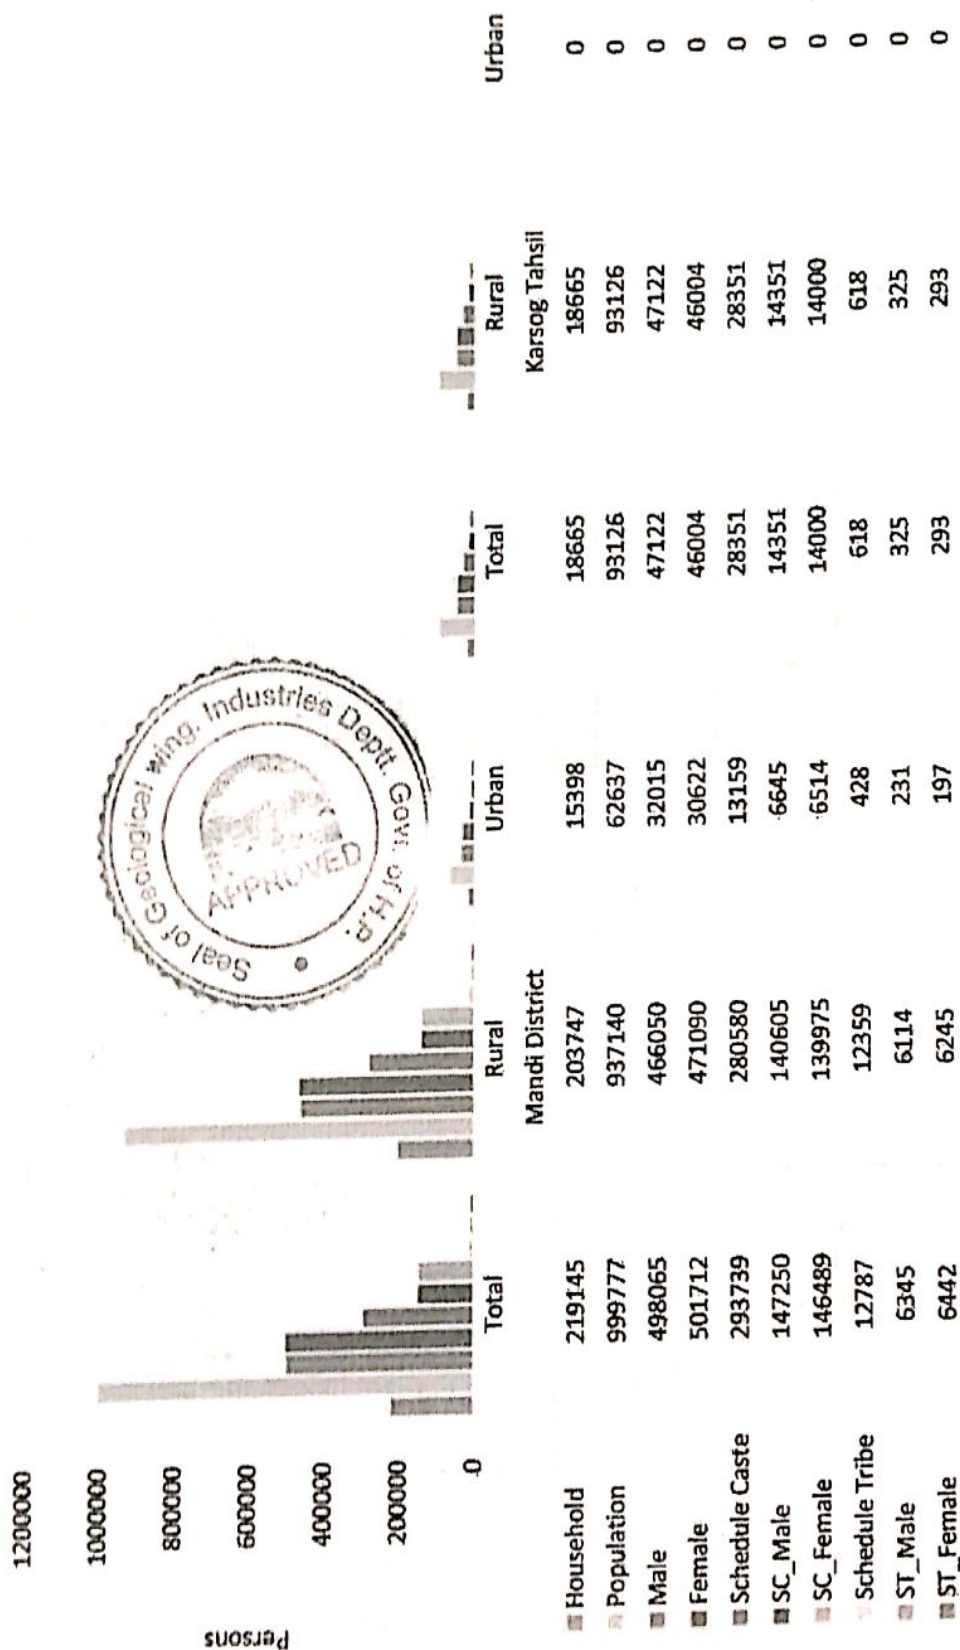 Persons
1200000
1000000
800000
600000
400000
200000
0
Total Rural Urban Total Rural Urban
Mandi District Karsog Tahsil
Household 219145 203747 15398 18665 18665 0
Population 999777 937140 62637 93126 93126 0
Male 498065 466050 32015 47122 47122 0
Female 501712 471090 30622 46004 46004 0
Schedule Caste 293739 280580 13159 28351 28351 0
SC_Male 147250 140605 6645 14351 14351 0
SC_Female 146489 139975 6514 14000 14000 0
Schedule Tribe 12787 12359 428 618 618 0
ST_Male 6345 6114 231 325 325 0
ST_Female 6442 6245 197 293 293 0
Seal of Geological wing, Industries Deptt. Govt. of H.P.
APPROVED